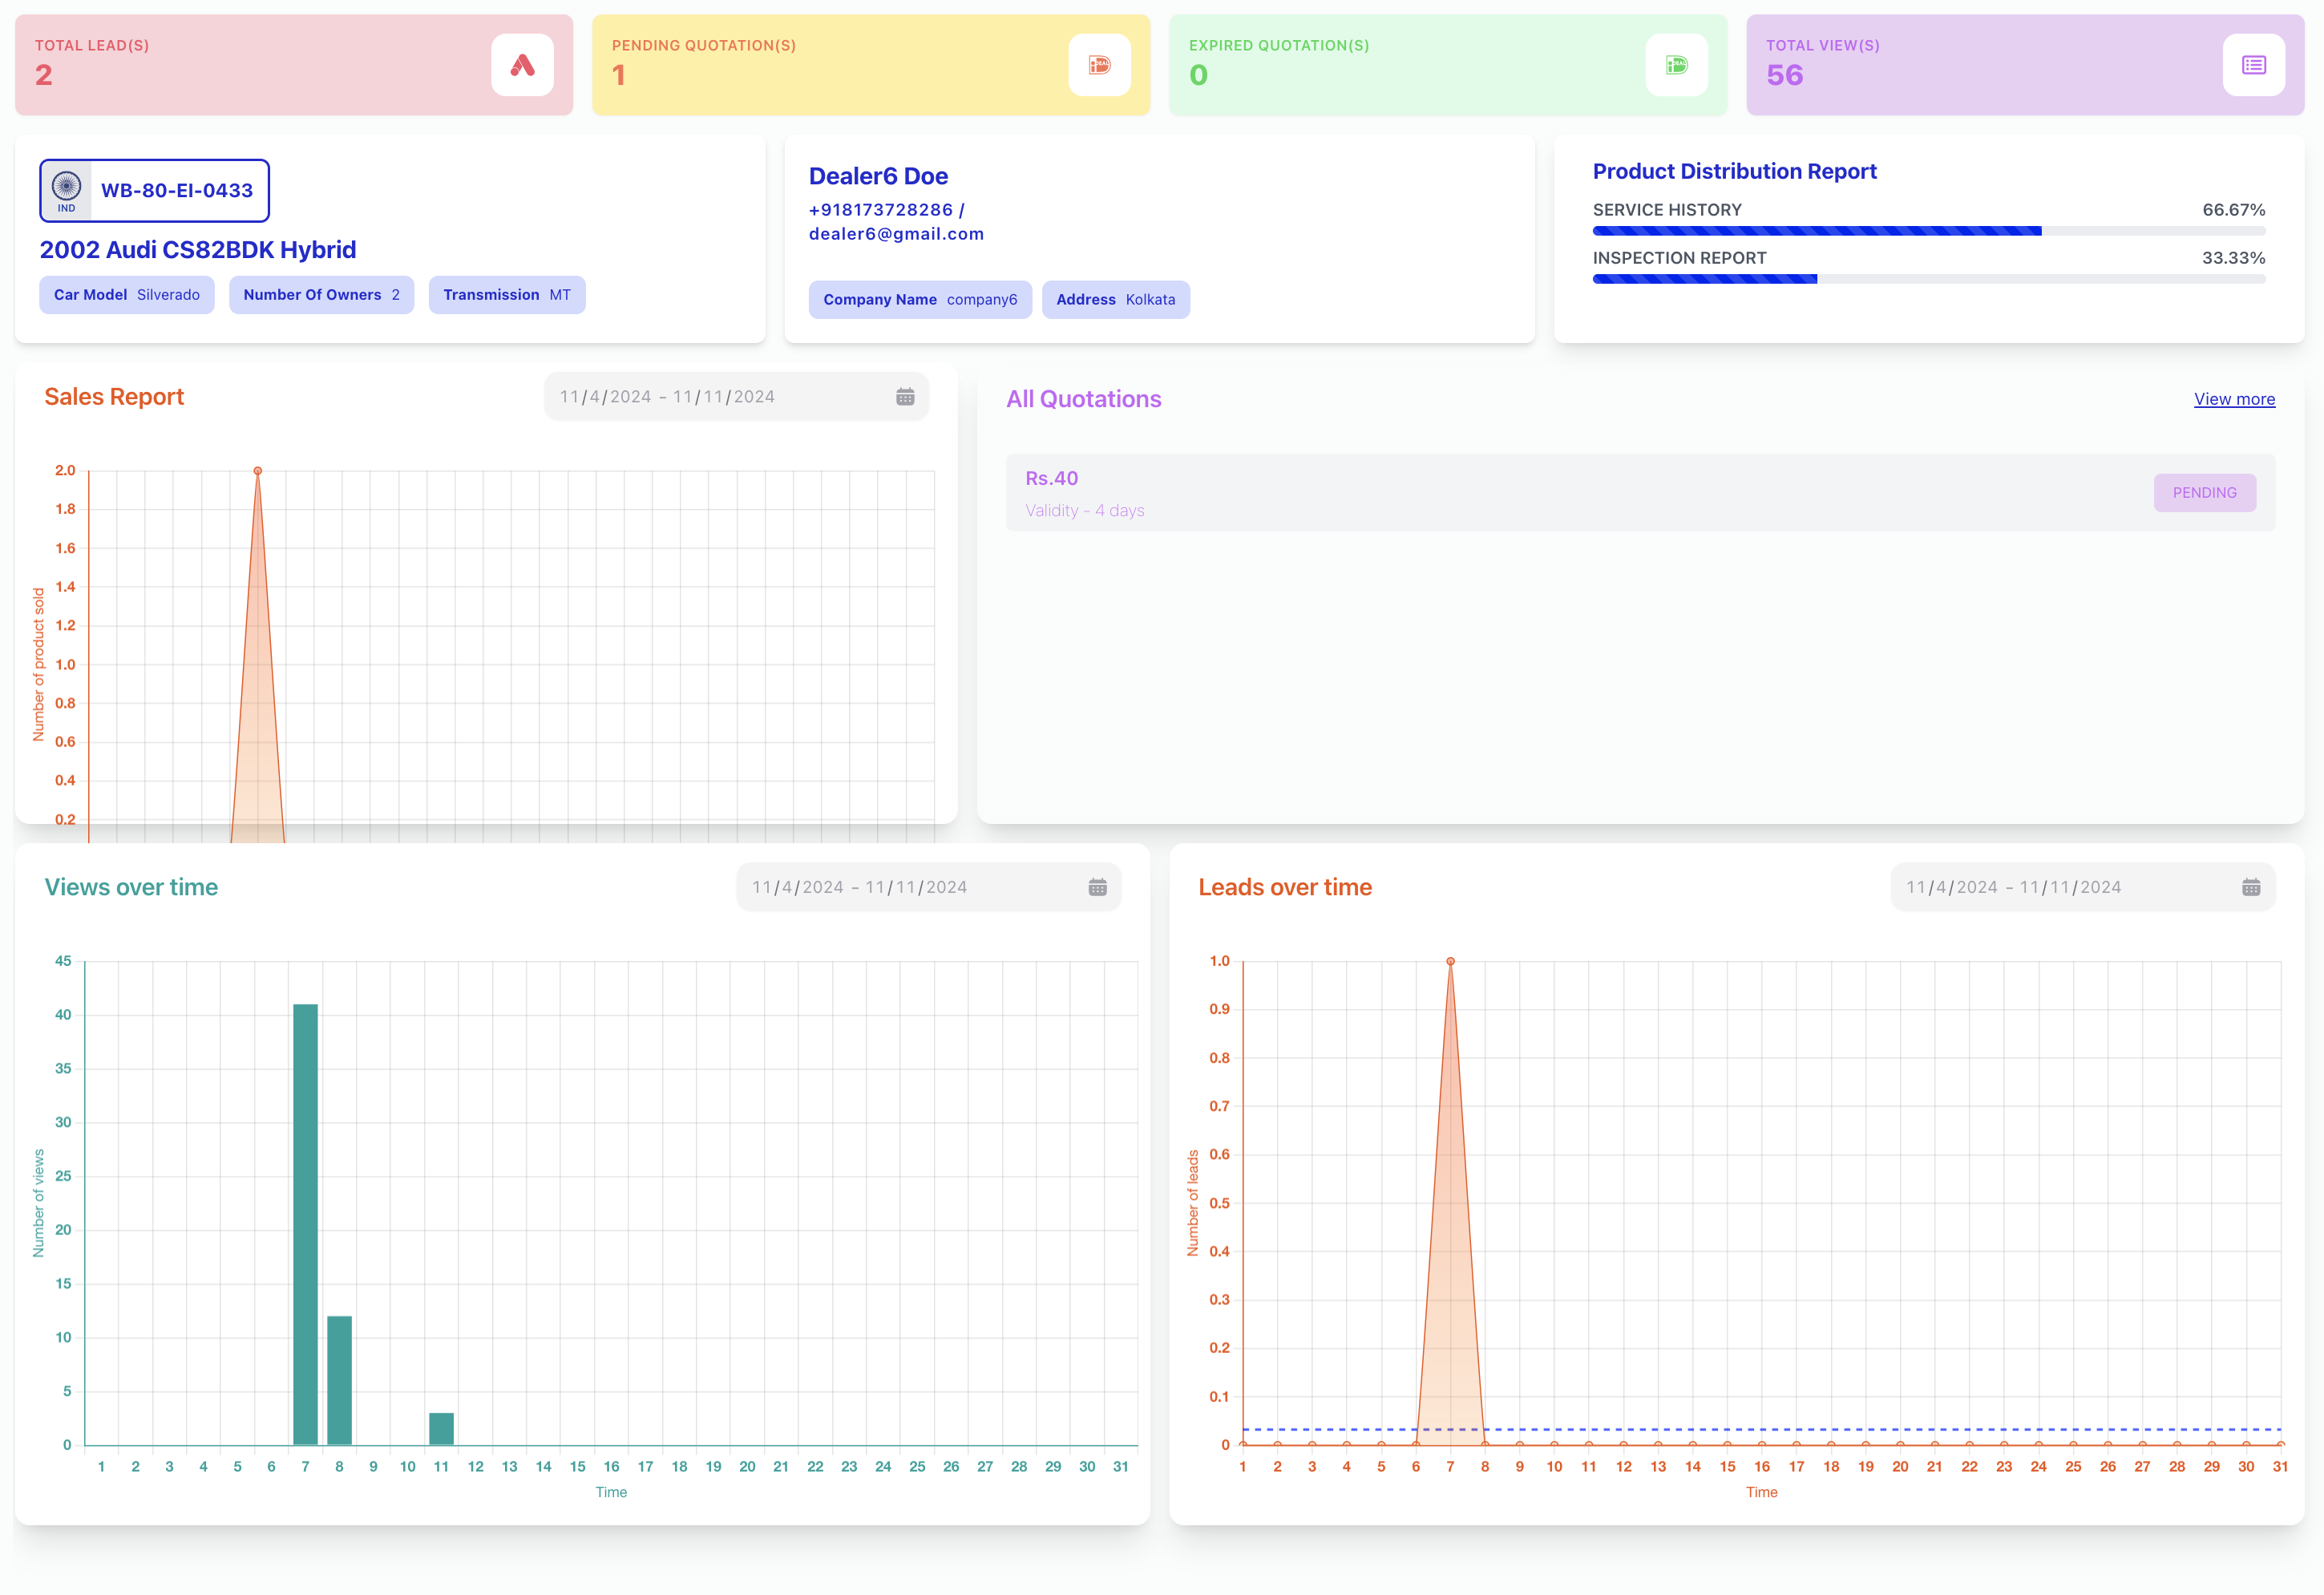 TOTAL LEAD(S)
2
PENDING QUOTATION(S)
1
iDEAL
EXPIRED QUOTATION(S)
0
iDEAL
TOTAL VIEW(S)
56
IND
WB-80-EI-0433
2002 Audi CS82BDK Hybrid
Car Model Silverado
Number Of Owners 2
Transmission MT
Dealer6 Doe
+918173728286 /
dealer6@gmail.com
Company Name company6
Address Kolkata
Product Distribution Report
SERVICE HISTORY 66.67%
INSPECTION REPORT 33.33%
Sales Report
11/4/2024 - 11/11/2024
Number of product sold
2.0
1.8
1.6
1.4
1.2
1.0
0.8
0.6
0.4
0.2
All Quotations
View more
Rs.40
Validity - 4 days
PENDING
Views over time
11/4/2024 - 11/11/2024
Number of views
45
40
35
30
25
20
15
10
5
0
1 2 3 4 5 6 7 8 9 10 11 12 13 14 15 16 17 18 19 20 21 22 23 24 25 26 27 28 29 30 31
Time
Leads over time
11/4/2024 - 11/11/2024
Number of leads
1.0
0.9
0.8
0.7
0.6
0.5
0.4
0.3
0.2
0.1
0
1 2 3 4 5 6 7 8 9 10 11 12 13 14 15 16 17 18 19 20 21 22 23 24 25 26 27 28 29 30 31
Time